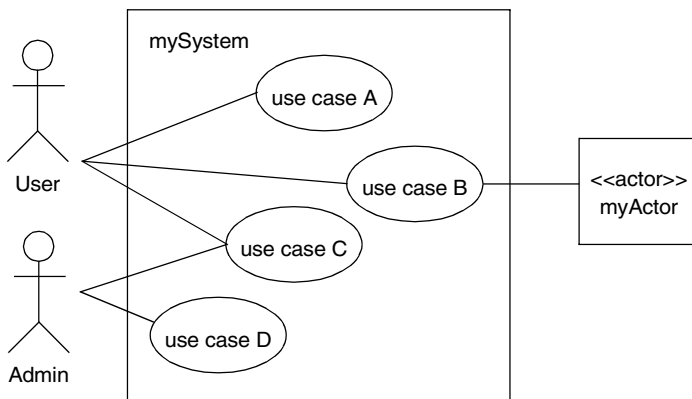 mySystem
use case A
User
use case B
<<actor>>
myActor
use case C
Admin
use case D